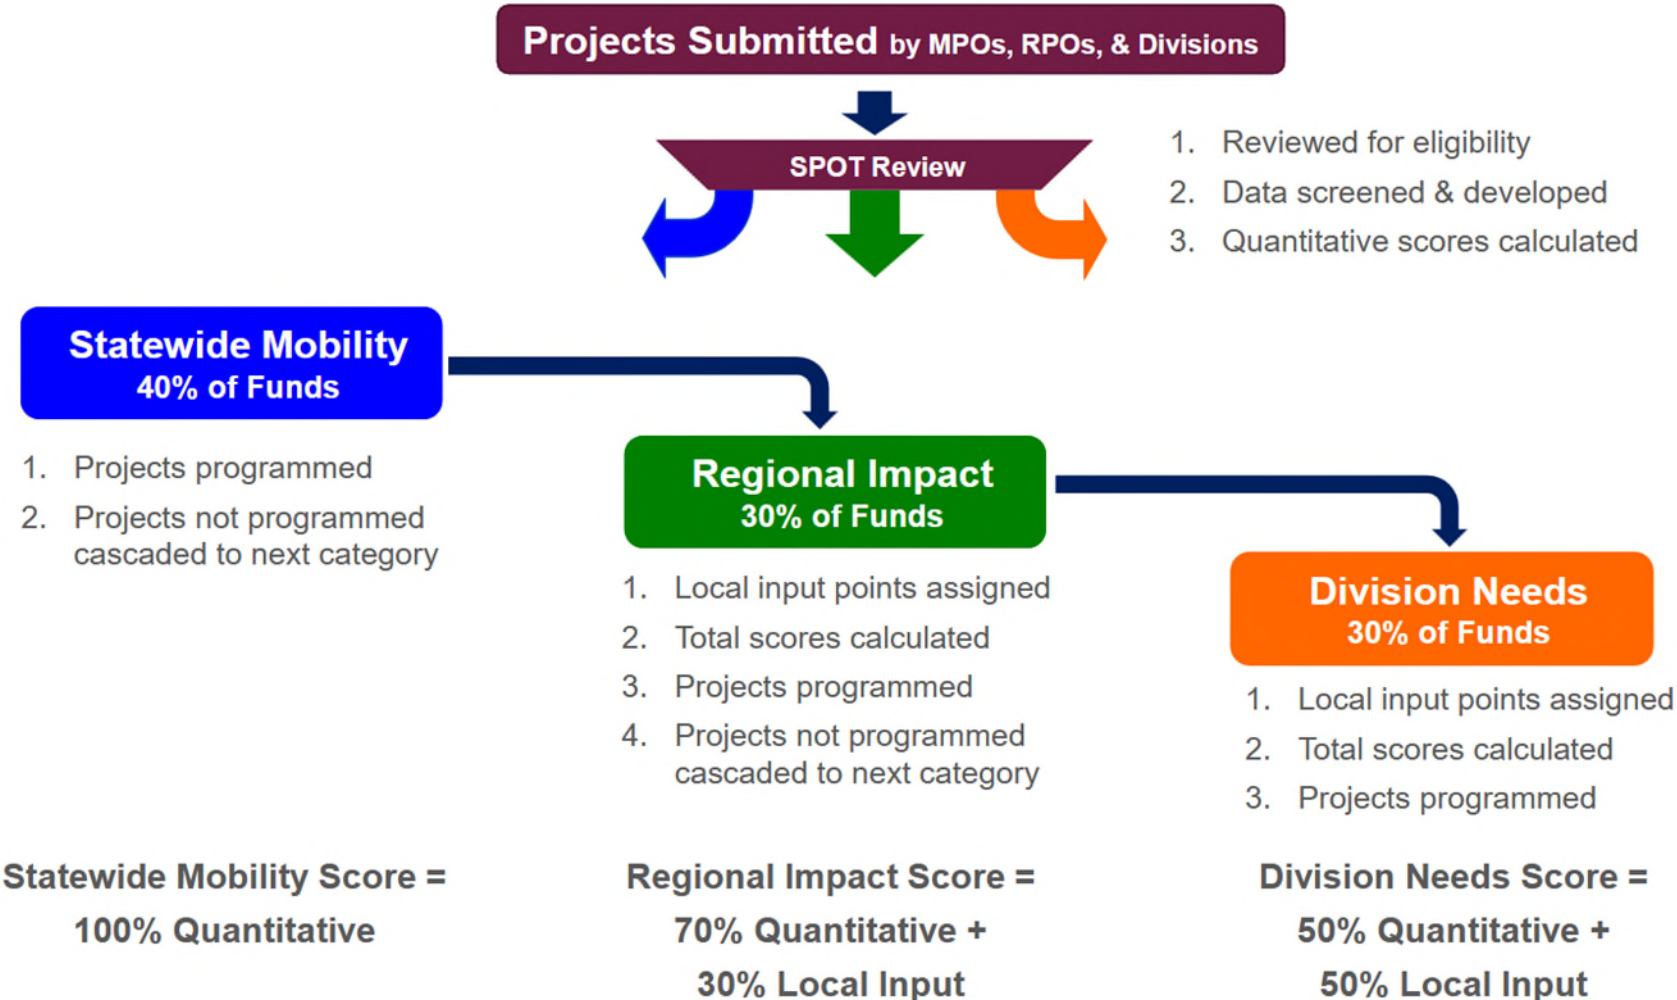 Projects Submitted by MPOs, RPOs, & Divisions
SPOT Review
1. Reviewed for eligibility
2. Data screened & developed
3. Quantitative scores calculated
Statewide Mobility
40% of Funds
1. Projects programmed
2. Projects not programmed
cascaded to next category
Regional Impact
30% of Funds
1. Local input points assigned
2. Total scores calculated
3. Projects programmed
4. Projects not programmed
cascaded to next category
Division Needs
30% of Funds
1. Local input points assigned
2. Total scores calculated
3. Projects programmed
Statewide Mobility Score =
100% Quantitative
Regional Impact Score =
70% Quantitative +
30% Local Input
Division Needs Score =
50% Quantitative +
50% Local Input